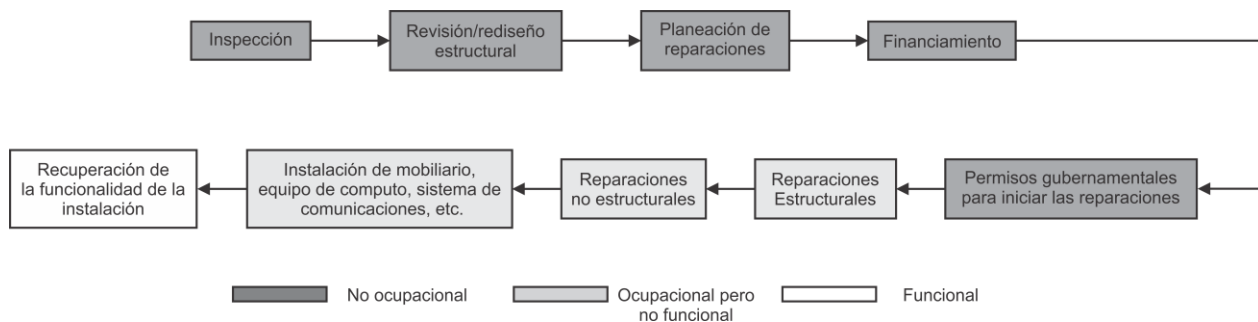 Inspección
Revisión/rediseño
estructural
Planeación de
reparaciones
Financiamiento
Recuperación de
la funcionalidad de la
instalación
Instalación de mobiliario,
equipo de computo, sistema de
comunicaciones, etc.
Reparaciones
no estructurales
Reparaciones
Estructurales
Permisos gubernamentales
para iniciar las reparaciones
No ocupacional
Ocupacional pero
no funcional
Funcional